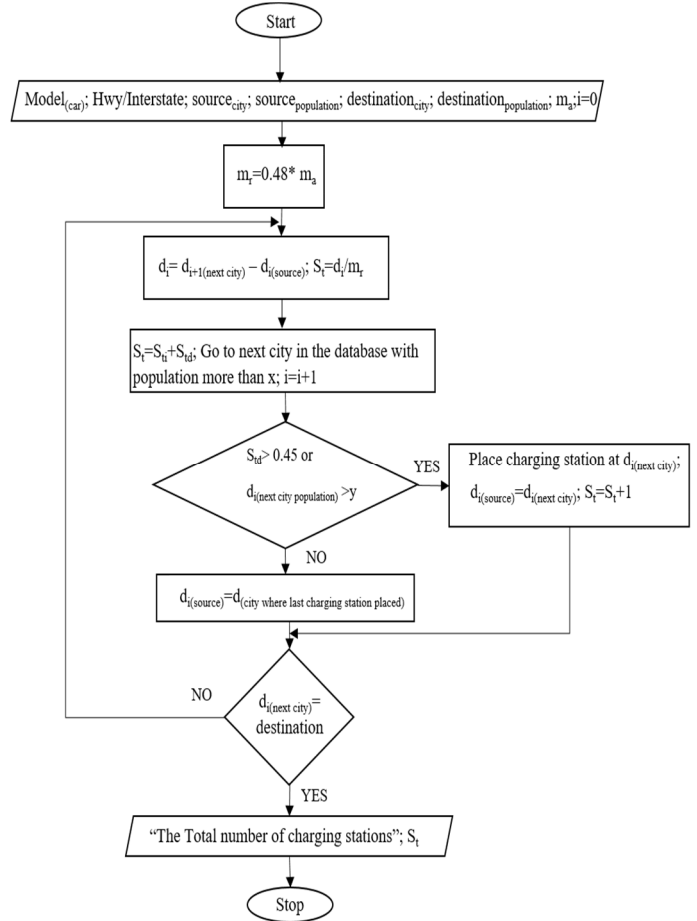 Start
Model(car); Hwy/Interstate; sourcecity; sourcepopulation; destinationcity; destinationpopulation; ma;i=0
mr=0.48* ma
di= di+1(next city) – di(source); St=di/mr
St=Sti+Std; Go to next city in the database with
population more than x; i=i+1
Std> 0.45 or
di(next city population) >y
YES
Place charging station at di(next city);
di(source)=di(next city); St=St+1
NO
di(source)=d(city where last charging station placed)
NO
di(next city)=
destination
YES
“The Total number of charging stations”; St
Stop